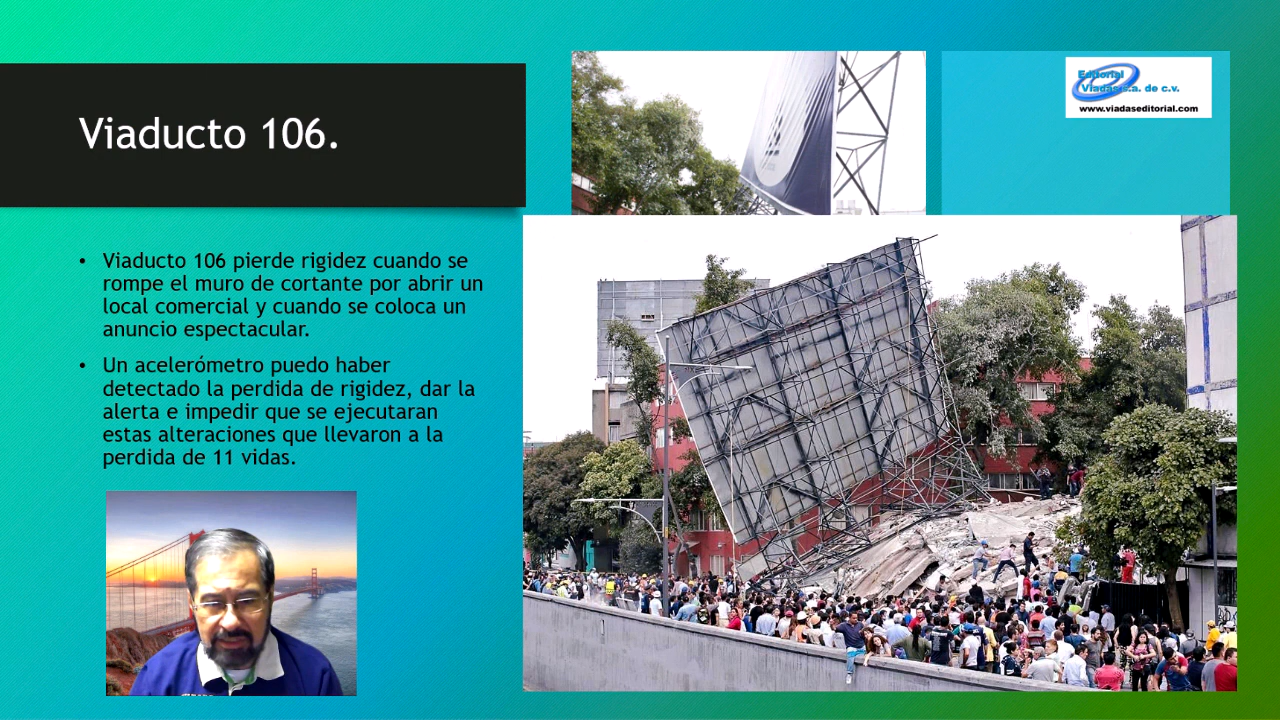 Viaducto 106.
Editorial
Viadas s.a. de c.v.
www.viadaseditorial.com
• Viaducto 106 pierde rigidez cuando se
rompe el muro de cortante por abrir un
local comercial y cuando se coloca un
anuncio espectacular.
• Un acelerómetro puedo haber
detectado la perdida de rigidez, dar la
alerta e impedir que se ejecutaran
estas alteraciones que llevaron a la
perdida de 11 vidas.